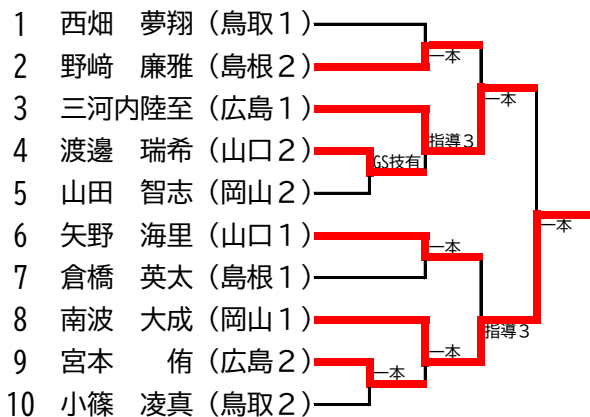 1 西畑 夢翔（鳥取１）
2 野﨑 廉雅（島根２）
3 三河内陸至（広島１）
4 渡邊 瑞希（山口２）
5 山田 智志（岡山２）
6 矢野 海里（山口１）
7 倉橋 英太（島根１）
8 南波 大成（岡山１）
9 宮本 侑（広島２）
10 小篠 凌真（鳥取２）
一本
一本
指導３
GS技有
一本
一本
指導３
一本
一本